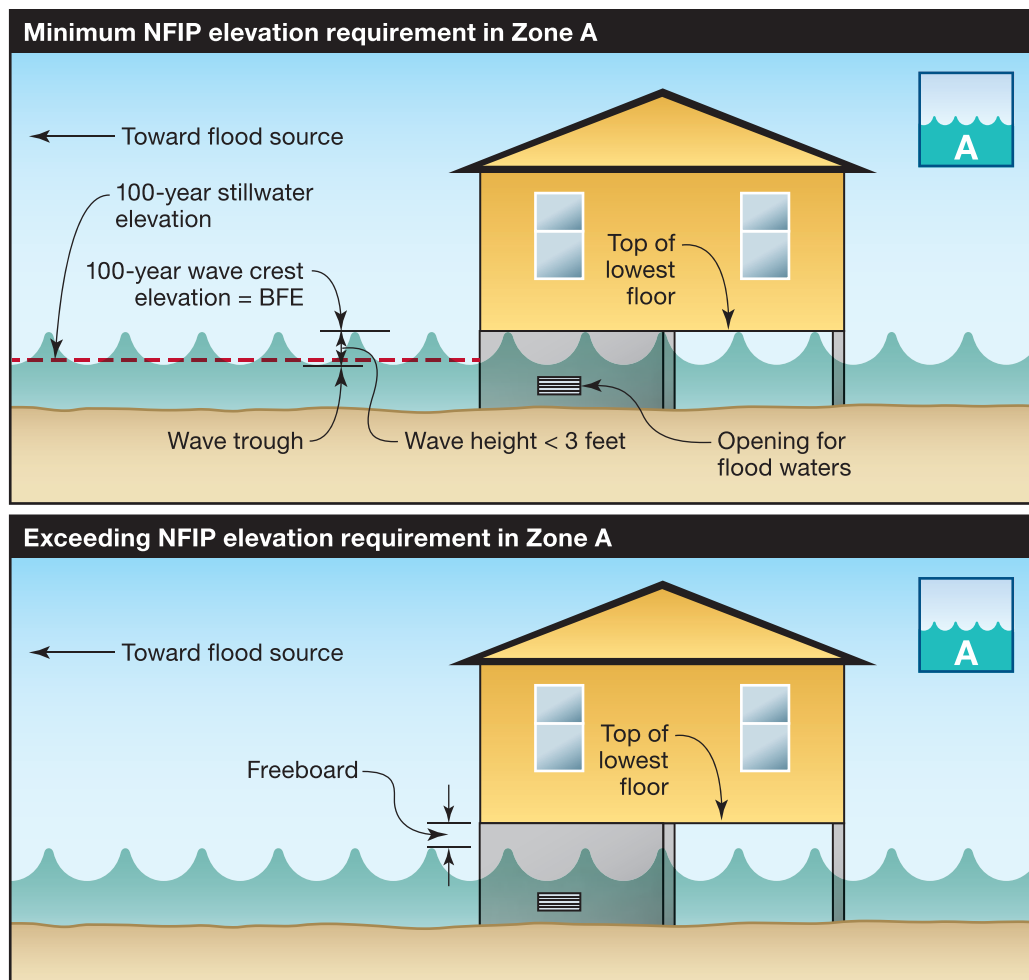 Minimum NFIP elevation requirement in Zone A
A
Toward flood source
100-year stillwater
elevation
100-year wave crest
elevation = BFE
Top of
lowest
floor
Wave trough
Wave height < 3 feet
Opening for
flood waters
Exceeding NFIP elevation requirement in Zone A
A
Toward flood source
Freeboard
Top of
lowest
floor